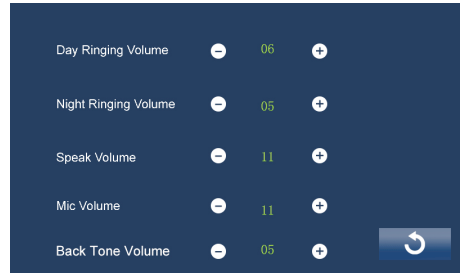 Day Ringing Volume 06
Night Ringing Volume 05
Speak Volume 11
Mic Volume 11
Back Tone Volume 05